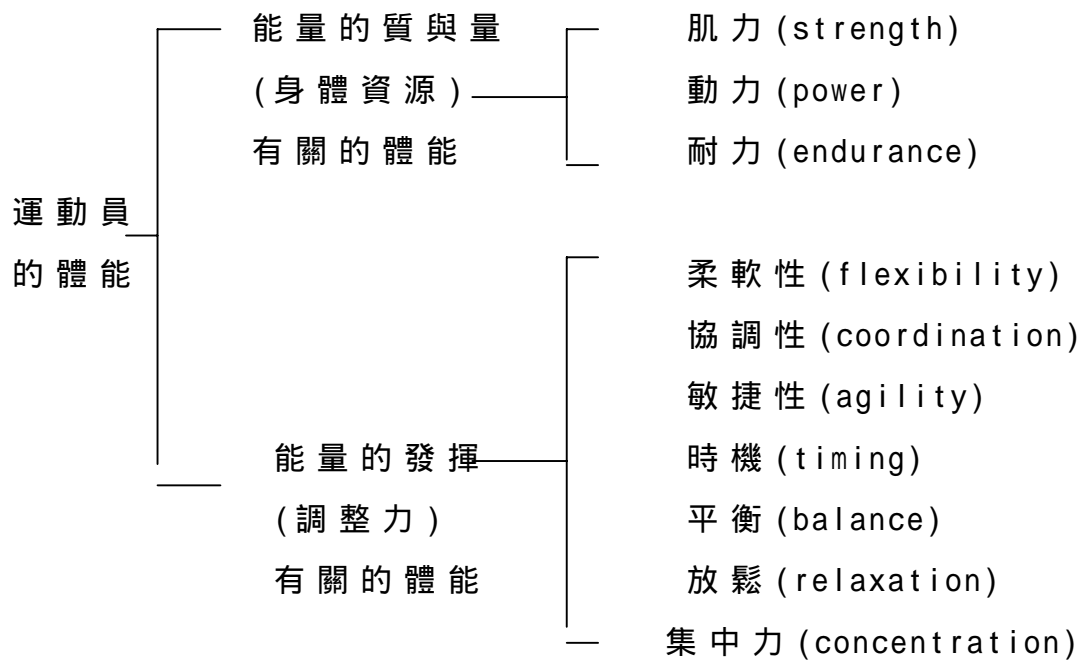 運動員
的體能
能量的質與量
(身體資源)
有關的體能
肌力(strength)
動力(power)
耐力(endurance)
能量的發揮
(調整力)
有關的體能
柔軟性(flexibility)
協調性(coordination)
敏捷性(agility)
時機(timing)
平衡(balance)
放鬆(relaxation)
集中力(concentration)